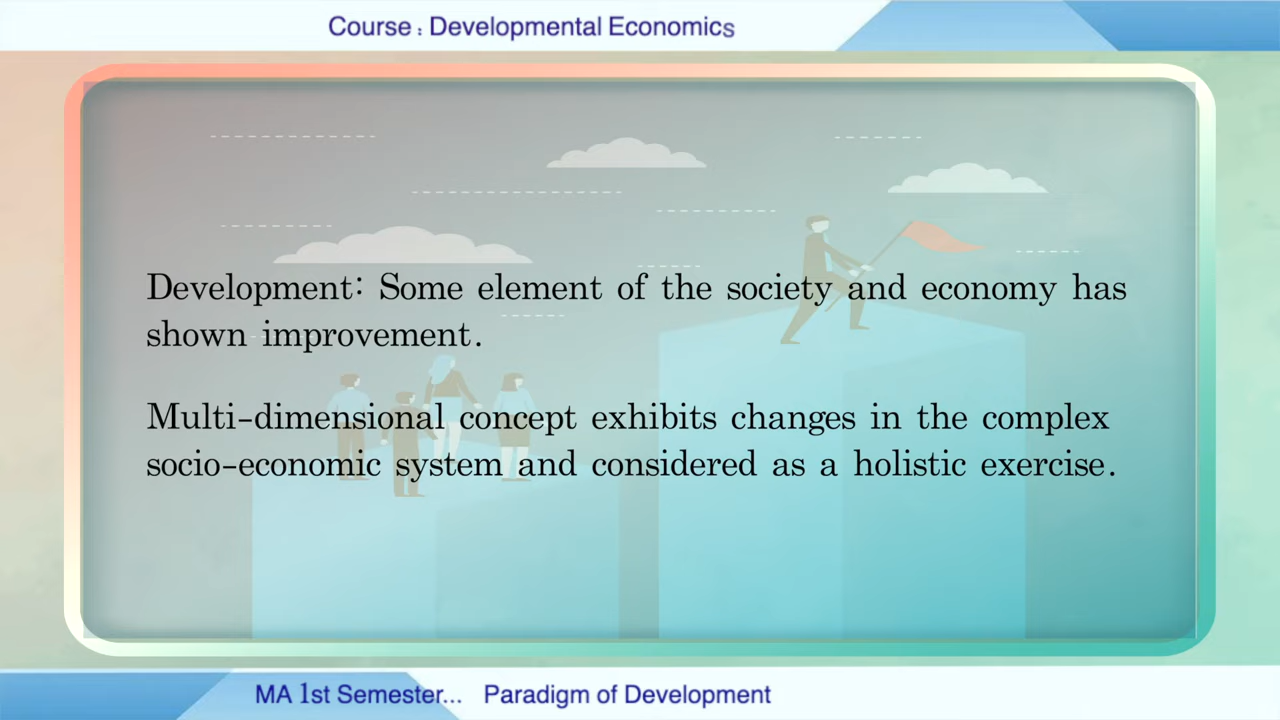 Course : Developmental Economics
Development: Some element of the society and economy has
shown improvement.
Multi-dimensional concept exhibits changes in the complex
socio-economic system and considered as a holistic exercise.
MA 1st Semester... Paradigm of Development